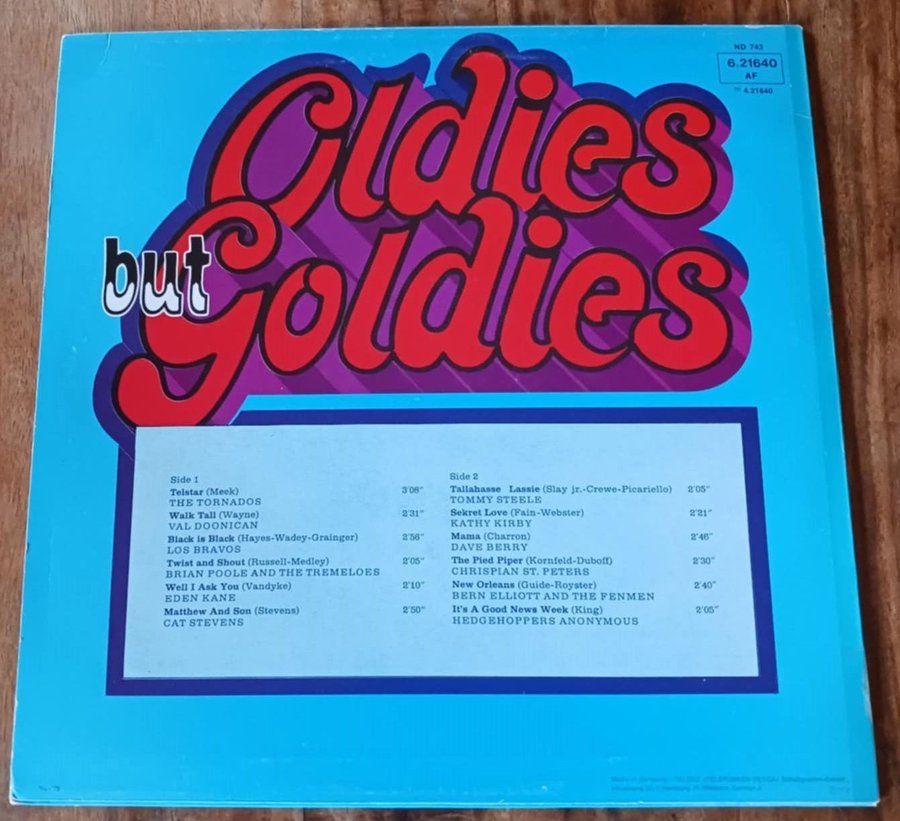 ND 743
6.21640
AF
4.21640
Oldies
but Goldies
Side 1
Telstar (Meek) 3'06"
THE TORNADOS
Walk Tall (Wayne) 2'31"
VAL DOONICAN
Black is Black (Hayes-Wadey-Grainger) 2'56"
LOS BRAVOS
Twist and Shout (Russell-Medley) 2'05"
BRIAN POOLE AND THE TREMELOES
Well I Ask You (Vandyke) 2'10"
EDEN KANE
Matthew And Son (Stevens) 2'50"
CAT STEVENS
Side 2
Tallahasse Lassie (Slay jr.-Crewe-Picariello) 2'05"
TOMMY STEELE
Sekret Love (Fain-Webster) 2'21"
KATHY KIRBY
Mama (Charron) 2'46"
DAVE BERRY
The Pied Piper (Kornfeld-Duboff) 2'30"
CHRISPIAN ST. PETERS
New Orleans (Guide-Royster) 2'40"
BERN ELLIOTT AND THE FENMEN
It's A Good News Week (King) 2'05"
HEDGEHOPPERS ANONYMOUS
Made in Germany